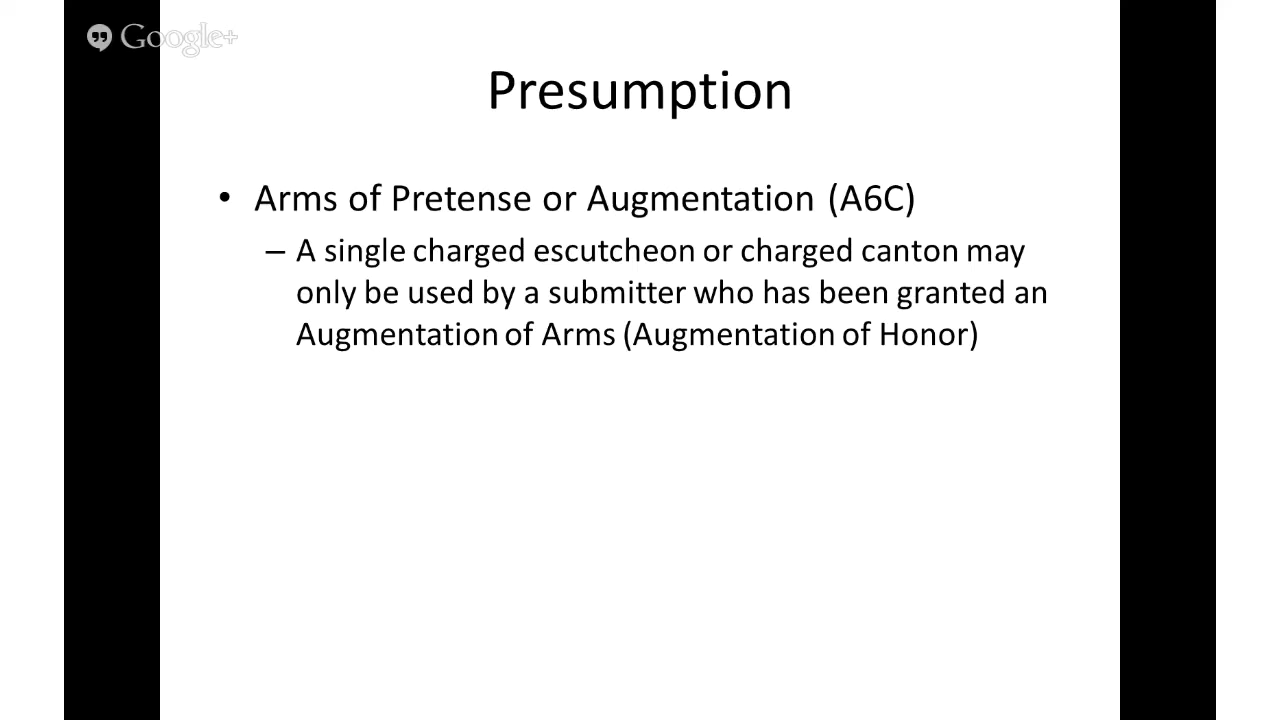 Google+
Presumption
• Arms of Pretense or Augmentation (A6C)
– A single charged escutcheon or charged canton may
only be used by a submitter who has been granted an
Augmentation of Arms (Augmentation of Honor)